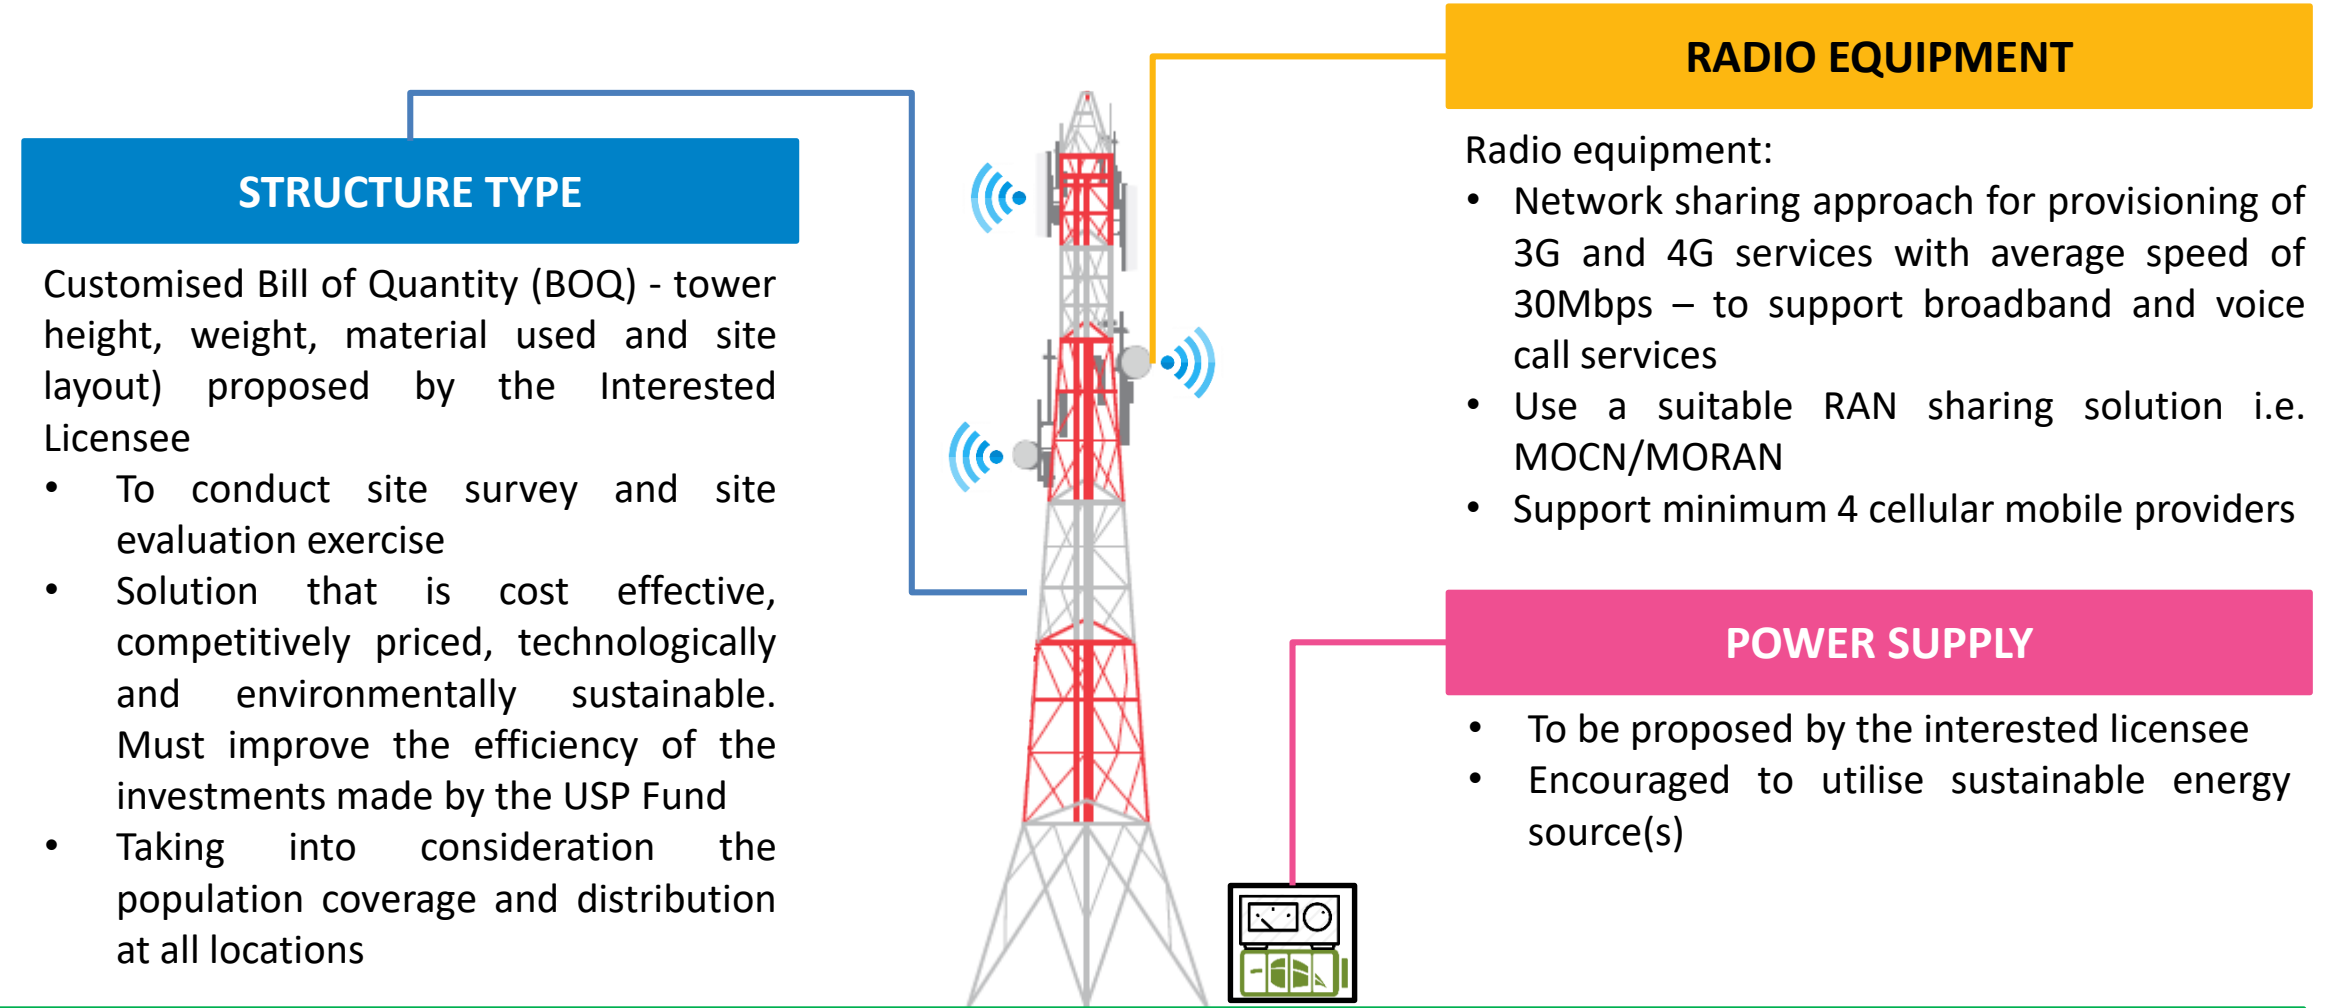 STRUCTURE TYPE
Customised Bill of Quantity (BOQ) - tower
height, weight, material used and site
layout) proposed by the Interested
Licensee
• To conduct site survey and site
evaluation exercise
• Solution that is cost effective,
competitively priced, technologically
and environmentally sustainable.
Must improve the efficiency of the
investments made by the USP Fund
• Taking into consideration the
population coverage and distribution
at all locations
RADIO EQUIPMENT
Radio equipment:
• Network sharing approach for provisioning of
3G and 4G services with average speed of
30Mbps – to support broadband and voice
call services
• Use a suitable RAN sharing solution i.e.
MOCN/MORAN
• Support minimum 4 cellular mobile providers
POWER SUPPLY
• To be proposed by the interested licensee
• Encouraged to utilise sustainable energy
source(s)